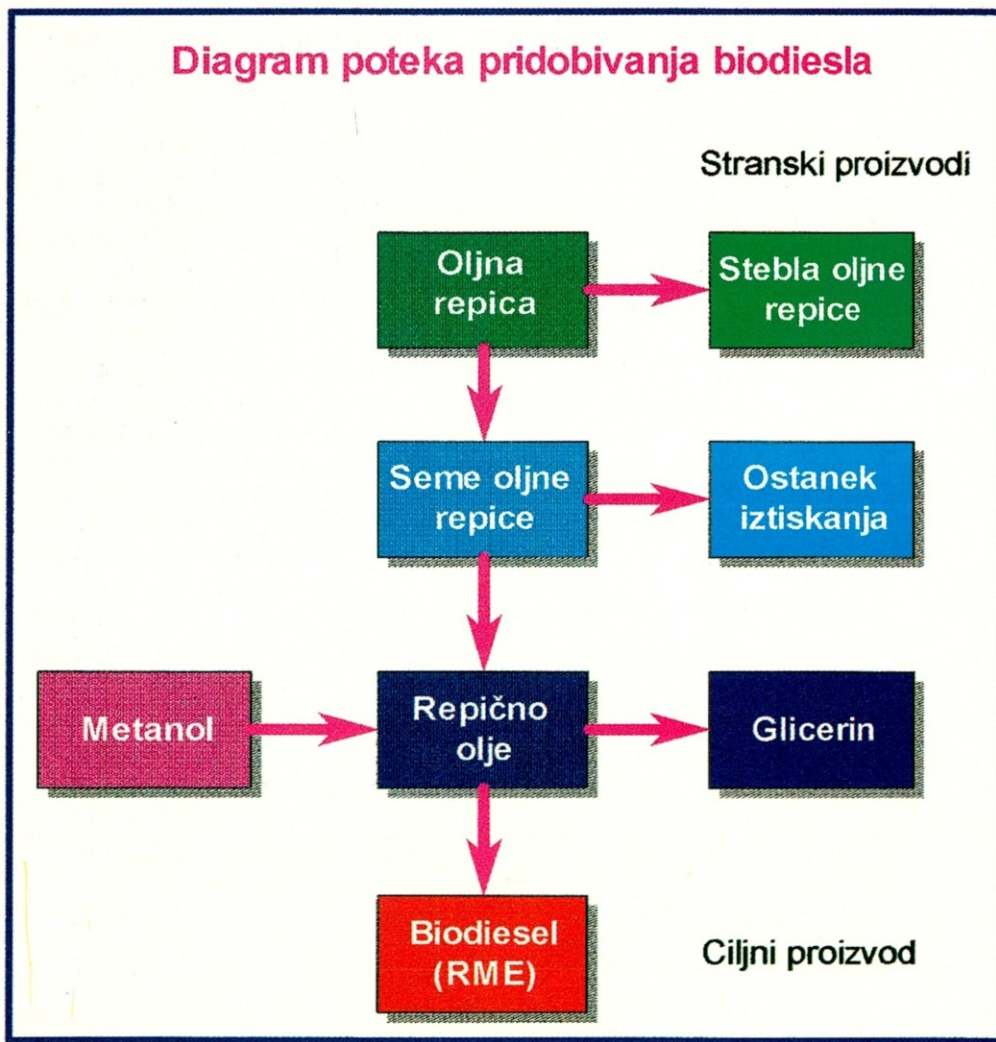 Diagram poteka pridobivanja biodiesla
Stranski proizvodi
Oljna
repica
Stebla oljne
repice
Seme oljne
repice
Ostanek
iztiskanja
Metanol
Repično
olje
Glicerin
Biodiesel
(RME)
Ciljni proizvod